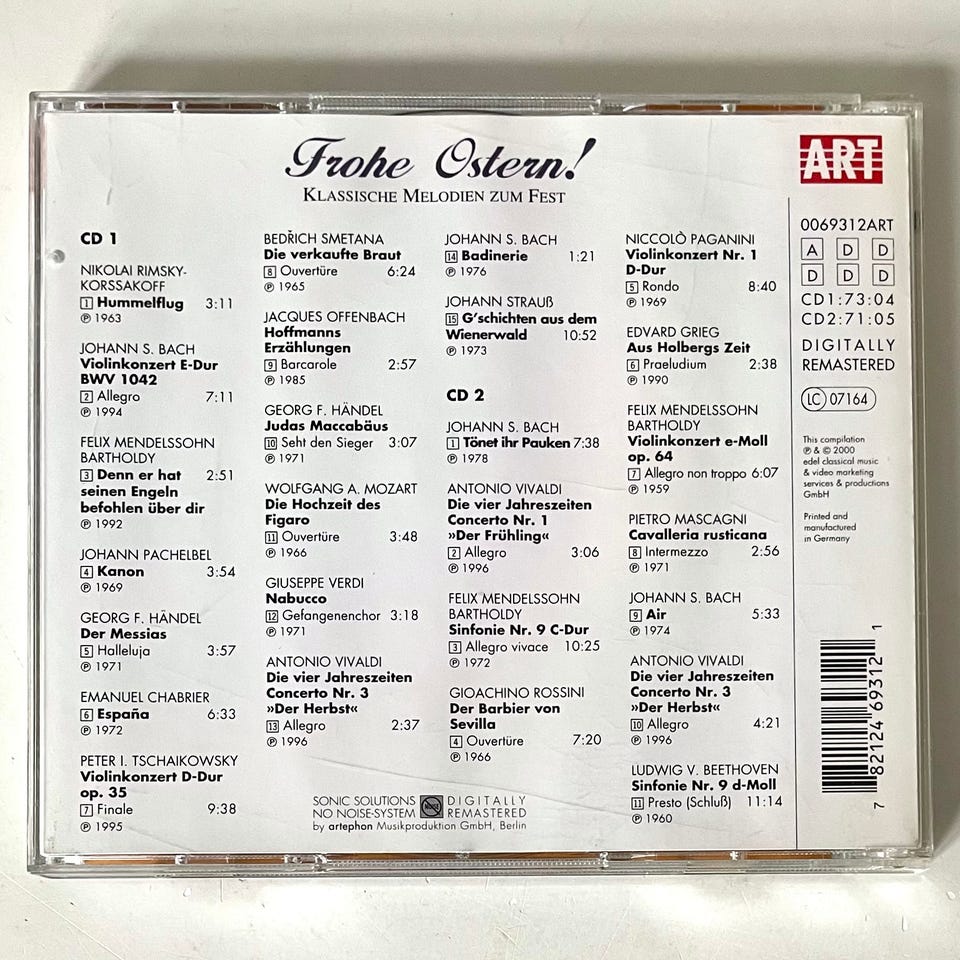 Frohe Ostern!
KLASSISCHE MELODIEN ZUM FEST
CD 1
NIKOLAI RIMSKY-
KORSSAKOFF
1 Hummelflug 3:11
℗ 1963
JOHANN S. BACH
Violinkonzert E-Dur
BWV 1042
2 Allegro 7:11
℗ 1994
FELIX MENDELSSOHN
BARTHOLDY
3 Denn er hat 2:51
seinen Engeln
befohlen über dir
℗ 1992
JOHANN PACHELBEL
4 Kanon 3:54
℗ 1969
GEORG F. HÄNDEL
Der Messias
5 Halleluja 3:57
℗ 1971
EMANUEL CHABRIER
6 España 6:33
℗ 1972
PETER I. TSCHAIKOWSKY
Violinkonzert D-Dur
op. 35
7 Finale 9:38
℗ 1995
BEDŘICH SMETANA
Die verkaufte Braut
8 Ouvertüre 6:24
℗ 1965
JACQUES OFFENBACH
Hoffmanns
Erzählungen
9 Barcarole 2:57
℗ 1985
GEORG F. HÄNDEL
Judas Maccabäus
10 Seht den Sieger 3:07
℗ 1971
WOLFGANG A. MOZART
Die Hochzeit des
Figaro
11 Ouvertüre 3:48
℗ 1966
GIUSEPPE VERDI
Nabucco
12 Gefangenenchor 3:18
℗ 1971
ANTONIO VIVALDI
Die vier Jahreszeiten
Concerto Nr. 3
»Der Herbst«
13 Allegro 2:37
℗ 1996
JOHANN S. BACH
14 Badinerie 1:21
℗ 1976
JOHANN STRAUß
15 G'schichten aus dem
Wienerwald 10:52
℗ 1973
CD 2
JOHANN S. BACH
1 Tönet ihr Pauken 7:38
℗ 1978
ANTONIO VIVALDI
Die vier Jahreszeiten
Concerto Nr. 1
»Der Frühling«
2 Allegro 3:06
℗ 1996
FELIX MENDELSSOHN
BARTHOLDY
Sinfonie Nr. 9 C-Dur
3 Allegro vivace 10:25
℗ 1972
GIOACHINO ROSSINI
Der Barbier von
Sevilla
4 Ouvertüre 7:20
℗ 1966
NICCOLÒ PAGANINI
Violinkonzert Nr. 1
D-Dur
5 Rondo 8:40
℗ 1969
EDVARD GRIEG
Aus Holbergs Zeit
6 Praeludium 2:38
℗ 1990
FELIX MENDELSSOHN
BARTHOLDY
Violinkonzert e-Moll
op. 64
7 Allegro non troppo 6:07
℗ 1959
PIETRO MASCAGNI
Cavalleria rusticana
8 Intermezzo 2:56
℗ 1971
JOHANN S. BACH
9 Air 5:33
℗ 1974
ANTONIO VIVALDI
Die vier Jahreszeiten
Concerto Nr. 3
»Der Herbst«
10 Allegro 4:21
℗ 1996
LUDWIG V. BEETHOVEN
Sinfonie Nr. 9 d-Moll
11 Presto (Schluß) 11:14
℗ 1960
SONIC SOLUTIONS
NO NOISE-SYSTEM
NOISE
DIGITALLY
REMASTERED
by artephon Musikproduktion GmbH, Berlin
ART
0069312ART
A D D
D D D
CD1:73:04
CD2:71:05
DIGITALLY
REMASTERED
LC 07164
This compilation
℗ & © 2000
edel classical music
& video marketing
services & productions
GmbH
Printed and
manufactured
in Germany
7 82124 69312 1